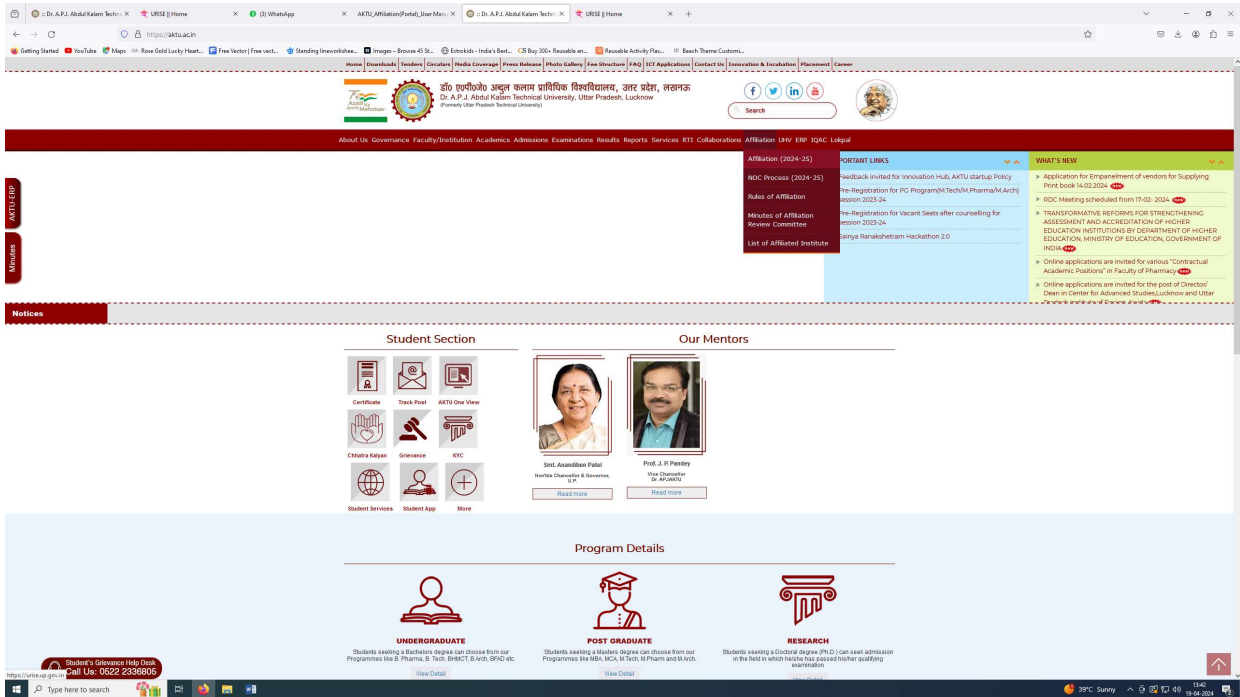 :: Dr. A.P.J. Abdul Kalam Techni
URISE || Home
(3) WhatsApp
AKTU_Affiliation(Portal)_User Manu
:: Dr. A.P.J. Abdul Kalam Techni
URISE || Home
https://aktu.ac.in
Getting Started YouTube Maps Rose Gold Lucky Heart... Free Vector | Free vect... Standing lineworkshee... Images – Browse 45 St... Extrokids - India's Best... Buy 300+ Reusable an... Reusable Activity Flas... Beach Theme Customi...
Home Downloads Tenders Circulars Media Coverage Press Release Photo Gallery Fee Structure FAQ ICT Applications Contact Us Innovation & Incubation Placement Career
75
Azadi Ka
Amrit Mahotsav
डॉ0 ए0पी0जे0 अब्दुल कलाम प्राविधिक विश्वविद्यालय, उत्तर प्रदेश, लखनऊ
Dr. A.P.J. Abdul Kalam Technical University, Uttar Pradesh, Lucknow
(Formerly Uttar Pradesh Technical University)
Search
About Us Governance Faculty/Institution Academics Admissions Examinations Results Reports Services RTI Collaborations Affiliation UHV ERP IQAC Lokpal
Affiliation (2024-25)
NOC Process (2024-25)
Rules of Affiliation
Minutes of Affiliation
Review Committee
List of Affiliated Institute
PORTANT LINKS
Feedback invited for Innovation Hub, AKTU startup Policy
Pre-Registration for PG Program(M.Tech/M.Pharma/M.Arch)
session 2023-24
Pre-Registration for Vacant Seats after counselling for
session 2023-24
Sainya Ranakshetram Hackathon 2.0
WHAT'S NEW
» Application for Empanelment of vendors for Supplying
Print book 14.02.2024 new
» RDC Meeting scheduled from 17-02- 2024 new
» TRANSFORMATIVE REFORMS FOR STRENGTHENING
ASSESSMENT AND ACCREDITATION OF HIGHER
EDUCATION INSTITUTIONS BY DEPARTMENT OF HIGHER
EDUCATION, MINISTRY OF EDUCATION, GOVERNMENT OF
INDIA new
» Online applications are invited for various "Contractual
Academic Positions" in Faculty of Pharmacy new
» Online applications are invited for the post of Director/
Dean in Center for Advanced Studies,Lucknow and Uttar
AKTU-ERP
Minutes
Notices
Student Section
Certificate Track Post AKTU One View
Chhatra Kalyan Grievance KYC
Student Services Student App More
Our Mentors
Smt. Anandiben Patel
Hon'ble Chancellor & Governor,
U.P.
Read more
Prof. J. P. Pandey
Vice Chancellor
Dr. APJAKTU
Read more
Program Details
UNDERGRADUATE
Students seeking a Bachelors degree can choose from our
Programmes like B. Pharma, B. Tech, BHMCT, B.Arch, BFAD etc.
View Detail
POST GRADUATE
Students seeking a Masters degree can choose from our
Programmes like MBA, MCA, M.Tech, M.Pharm and M.Arch.
View Detail
RESEARCH
Students seeking a Doctoral degree (Ph.D.) can seek admission
in the field in which he/she has passed his/her qualifying
examination
View Detail
Student's Grievance Help Desk
Call Us: 0522 2336805
https://urise.up.gov.in
Type here to search
39°C Sunny
13:42
19-04-2024